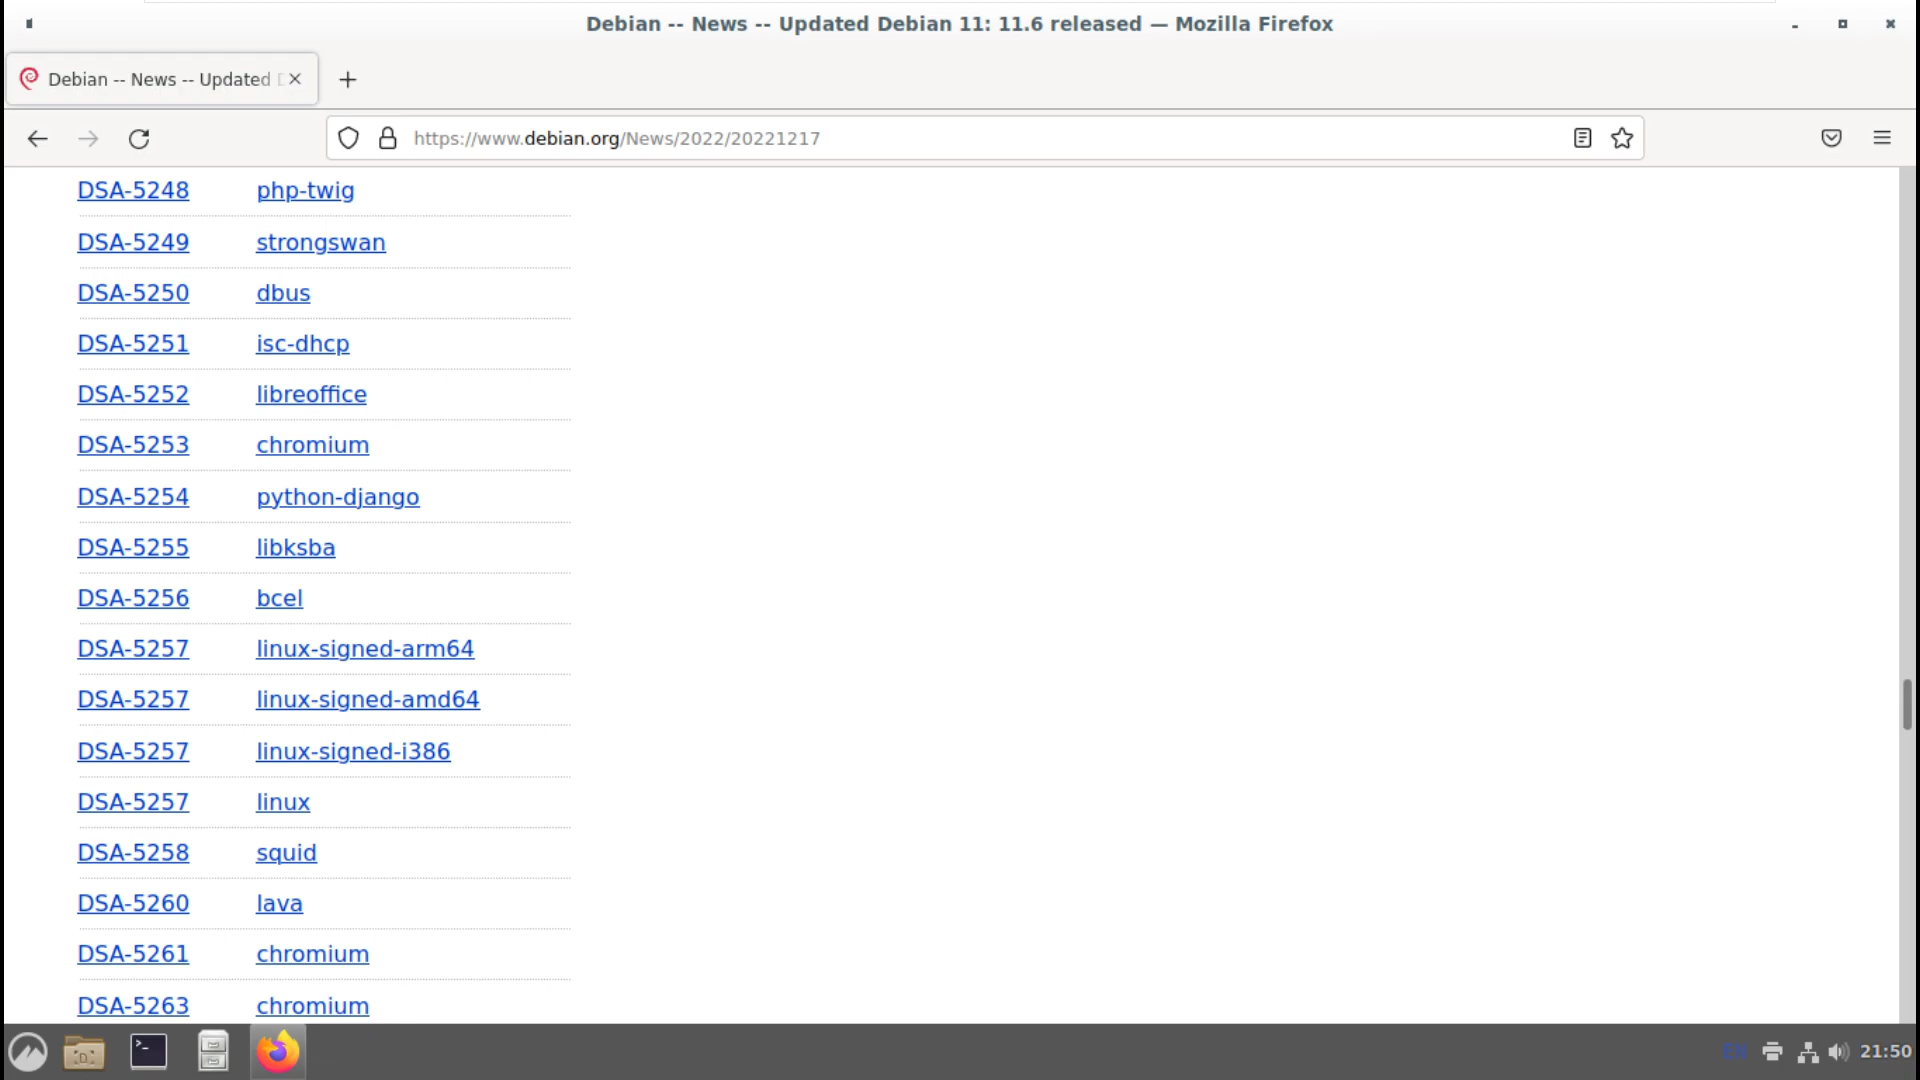 Debian -- News -- Updated Debian 11: 11.6 released — Mozilla Firefox
Debian -- News -- Updated
https://www.debian.org/News/2022/20221217
DSA-5248 php-twig
DSA-5249 strongswan
DSA-5250 dbus
DSA-5251 isc-dhcp
DSA-5252 libreoffice
DSA-5253 chromium
DSA-5254 python-django
DSA-5255 libksba
DSA-5256 bcel
DSA-5257 linux-signed-arm64
DSA-5257 linux-signed-amd64
DSA-5257 linux-signed-i386
DSA-5257 linux
DSA-5258 squid
DSA-5260 lava
DSA-5261 chromium
DSA-5263 chromium
EN 21:50